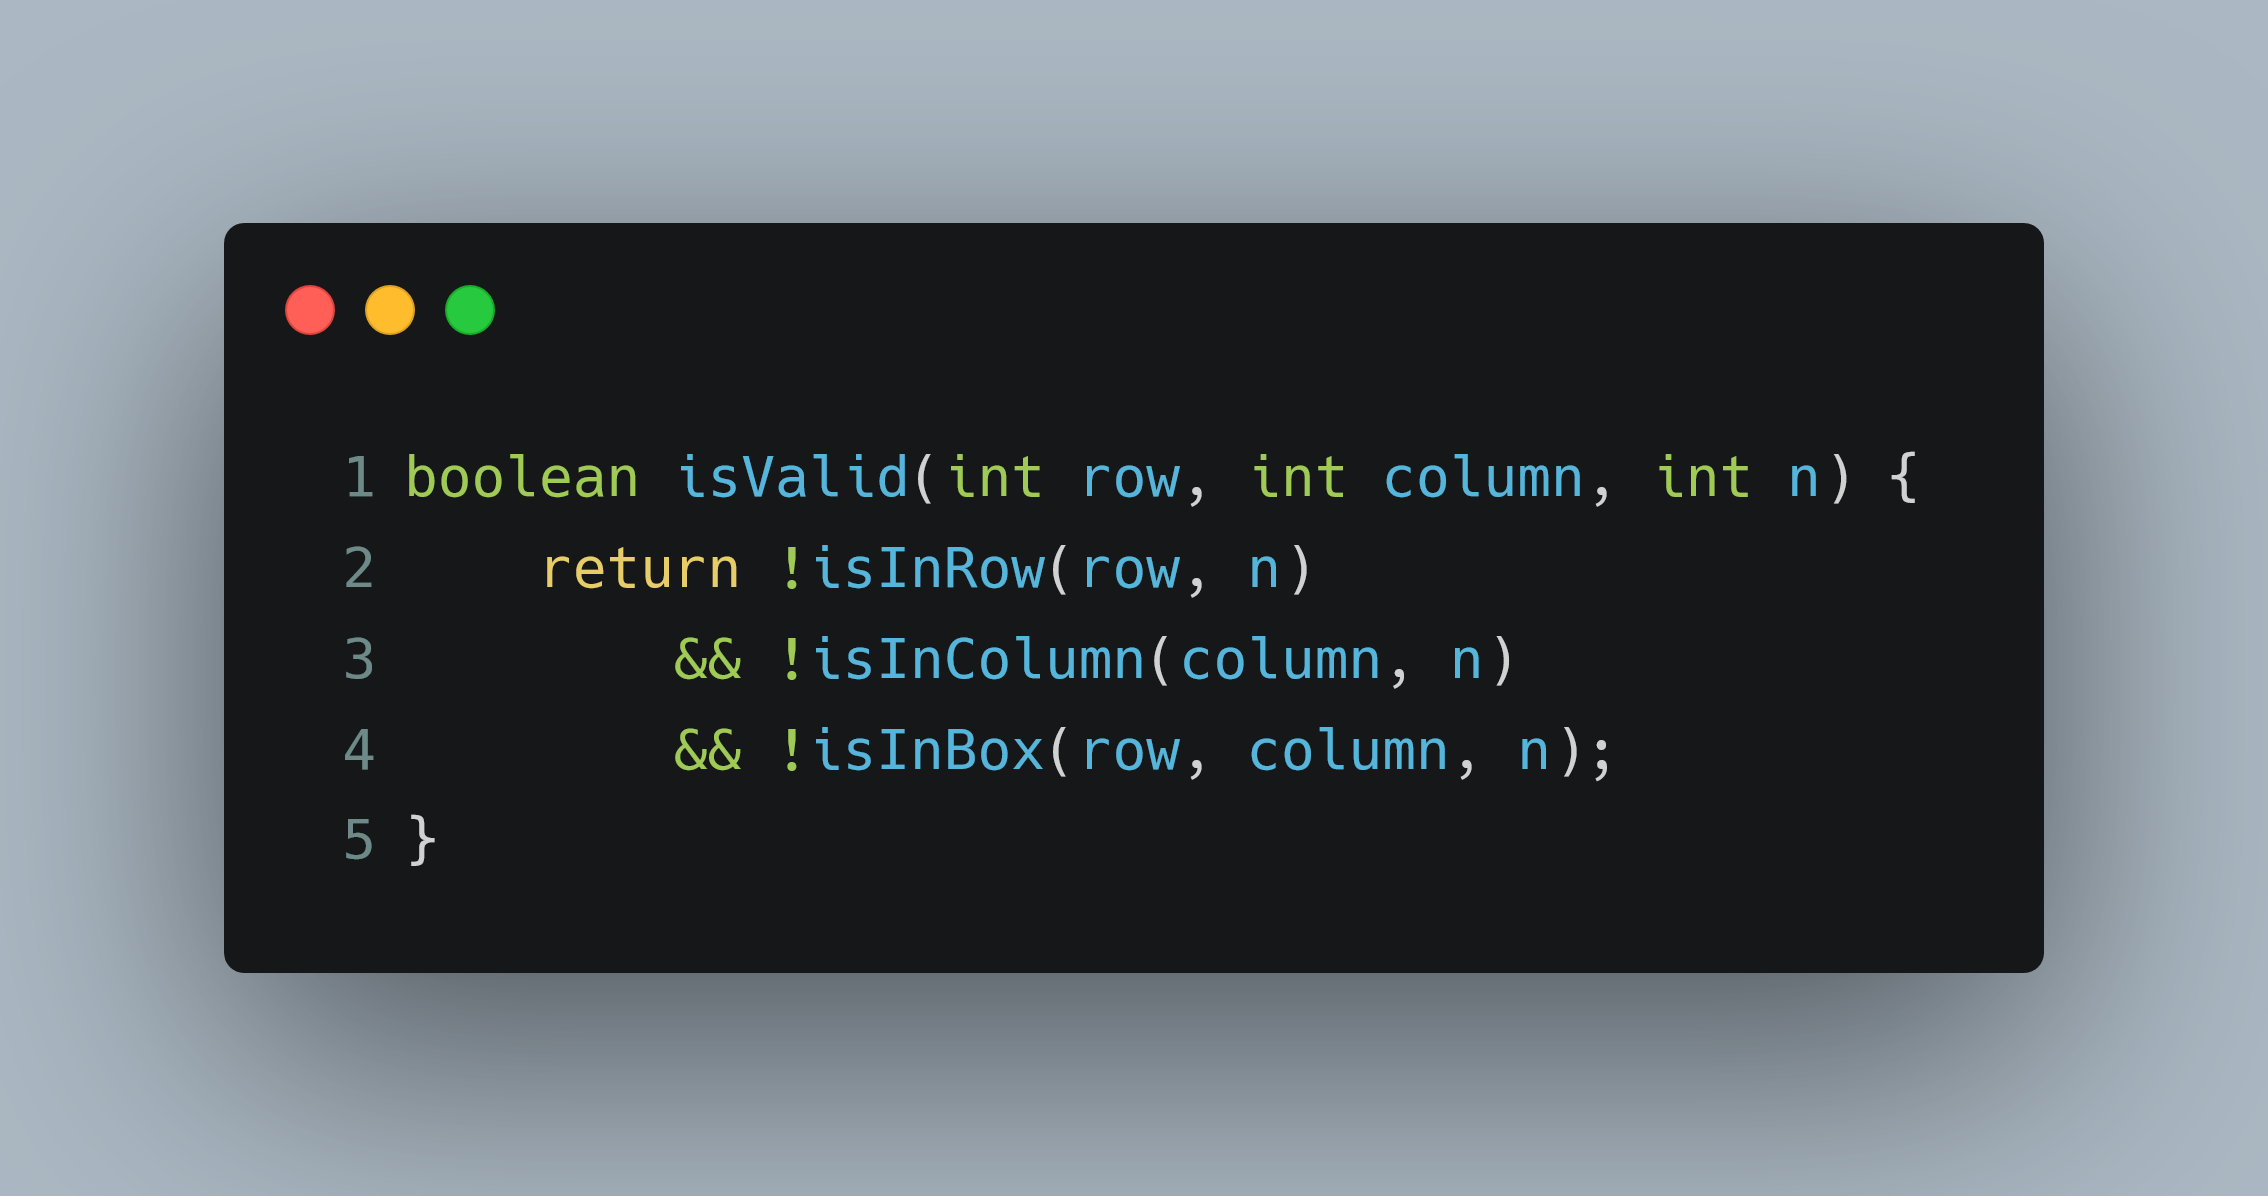 1 boolean isValid(int row, int column, int n) {
2     return !isInRow(row, n)
3         && !isInColumn(column, n)
4         && !isInBox(row, column, n);
5 }